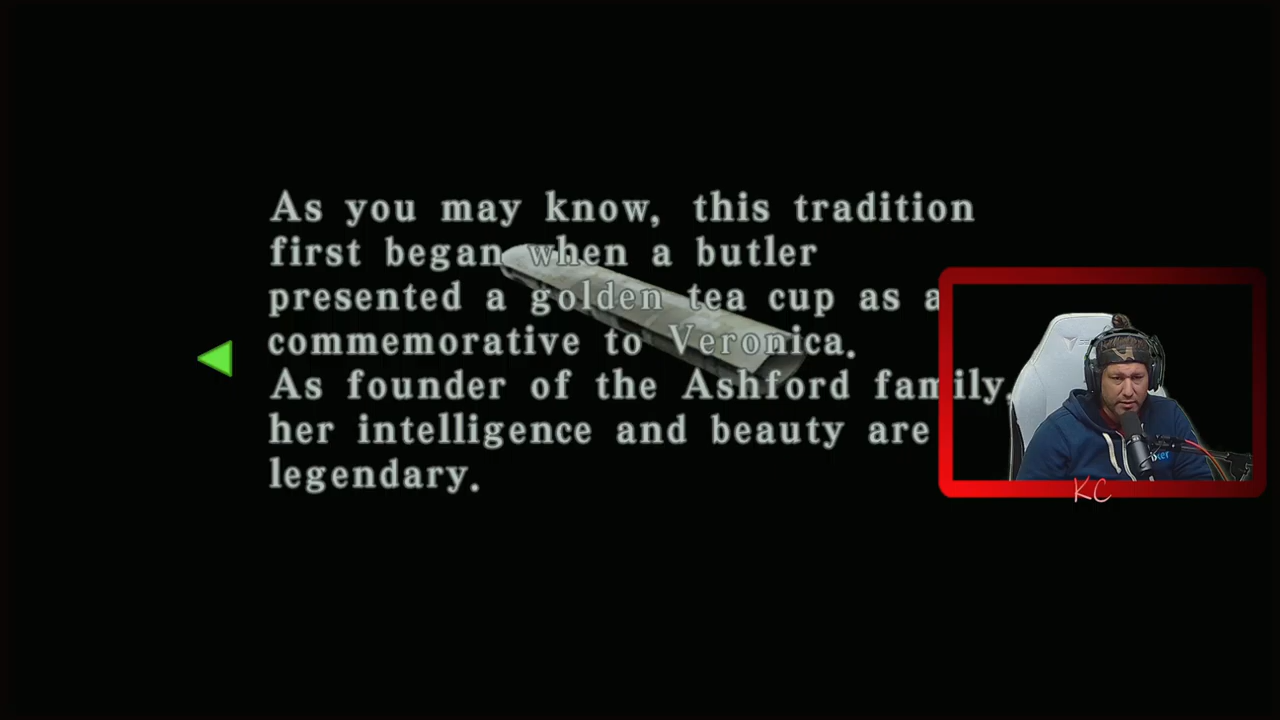 As you may know, this tradition
first began when a butler
presented a golden tea cup as a
commemorative to Veronica.
As founder of the Ashford family,
her intelligence and beauty are
legendary.
KC